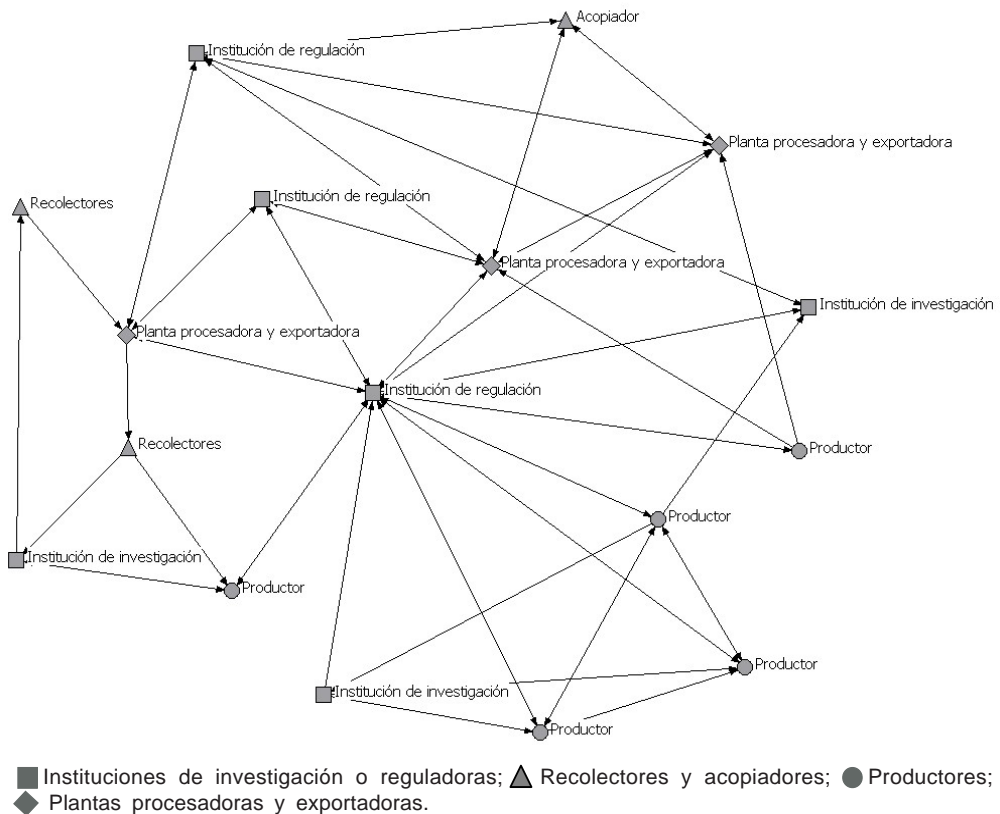 Acopiador
Institución de regulación
Planta procesadora y exportadora
Institución de regulación
Recolectores
Planta procesadora y exportadora
Institución de investigación
Planta procesadora y exportadora
Institución de regulación
Recolectores
Productor
Productor
Institución de investigación
Productor
Productor
Institución de investigación
Productor
Instituciones de investigación o reguladoras; Recolectores y acopiadores; Productores;
Plantas procesadoras y exportadoras.